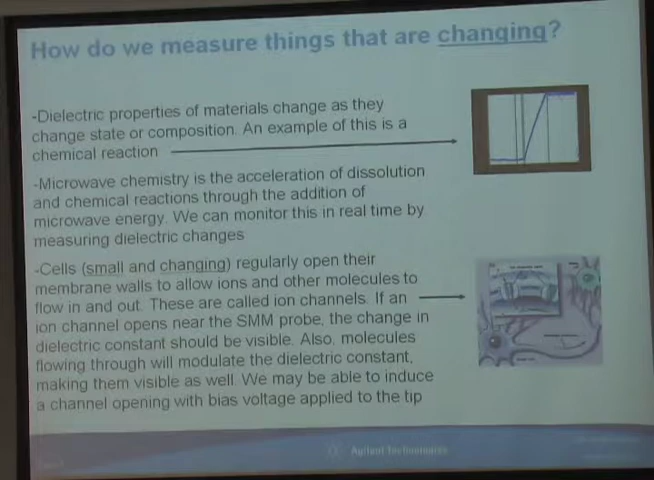 How do we measure things that are changing?
-Dielectric properties of materials change as they
change state or composition. An example of this is a
chemical reaction
-Microwave chemistry is the acceleration of dissolution
and chemical reactions through the addition of
microwave energy. We can monitor this in real time by
measuring dielectric changes
-Cells (small and changing) regularly open their
membrane walls to allow ions and other molecules to
flow in and out. These are called ion channels. If an
ion channel opens near the SMM probe, the change in
dielectric constant should be visible. Also, molecules
flowing through will modulate the dielectric constant,
making them visible as well. We may be able to induce
a channel opening with bias voltage applied to the tip
Agilent Technologies